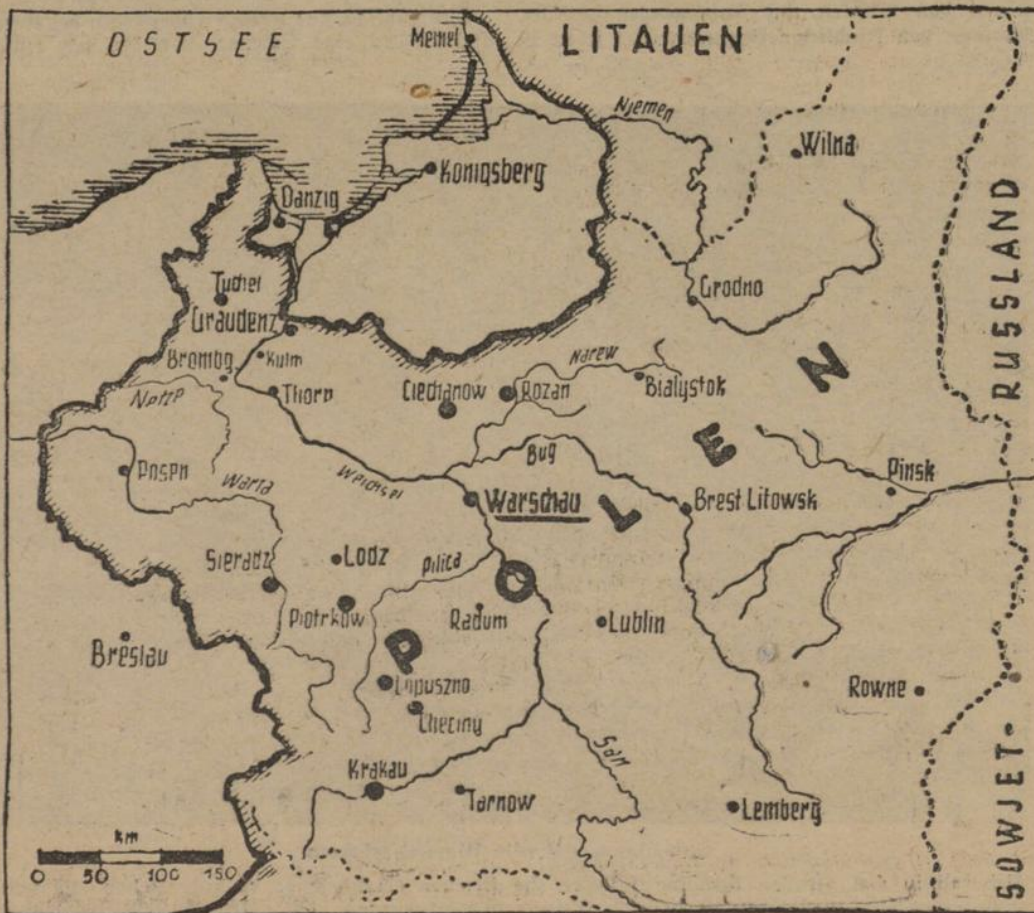 OSTSEE
Memel
LITAUEN
Njemen
Wilna
Königsberg
Danzig
Tuchel
Grodno
Graudenz
Kulm
Narew
Brombg
Thorn
Ciechanow
Rozan
Bialystok
Netze
Bug
Pinsk
Posen
Warta
Weichsel
Warschau
Brest Litowsk
Lodz
Pilica
Sieradz
Piotrkow
Radum
Lublin
Breslau
POLEN
Lopuszno
Checiny
Rowne
San
Krakau
Tarnow
Lemberg
km
0 50 100 150
SOWJET-
RUSSLAND